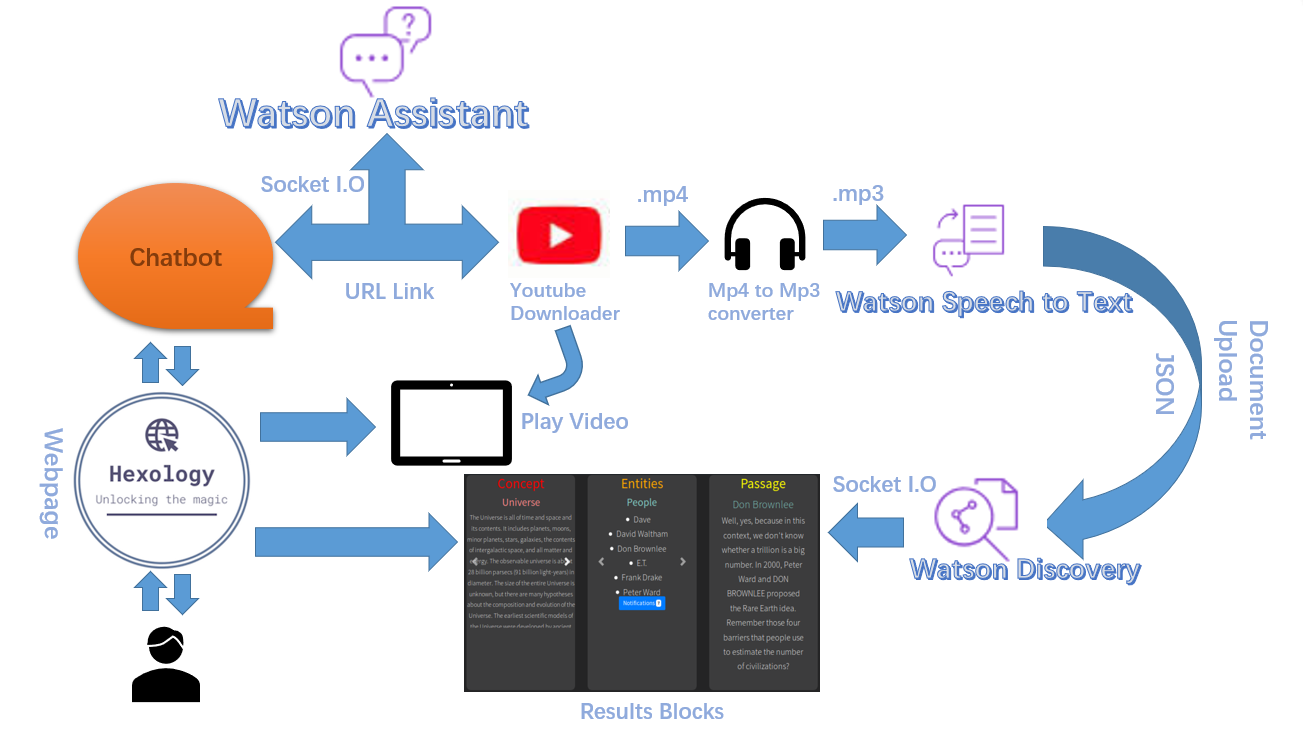 Watson Assistant
Socket I.O
Chatbot
URL Link
Youtube
Downloader
.mp4
Mp4 to Mp3
converter
.mp3
Watson Speech to Text
Document
Upload
JSON
Webpage
Hexology
Unlocking the magic
Play Video
Concept
Universe
The Universe is all of time and space and
its contents. It includes planets, moons,
minor planets, stars, galaxies, the contents
of intergalactic space, and all matter and
energy. The observable universe is about
28 billion parsecs (91 billion light-years) in
diameter. The size of the entire Universe is
unknown, but there are many hypotheses
about the composition and evolution of the
Universe. The earliest scientific models of
the Universe were developed by ancient
Entities
People
Dave
David Waltham
Don Brownlee
E.T.
Frank Drake
Peter Ward
Notifications
Passage
Don Brownlee
Well, yes, because in this
context, we don't know
whether a trillion is a big
number. In 2000, Peter
Ward and DON
BROWNLEE proposed
the Rare Earth idea.
Remember those four
barriers that people use
to estimate the number
of civilizations?
Socket I.O
Watson Discovery
Results Blocks